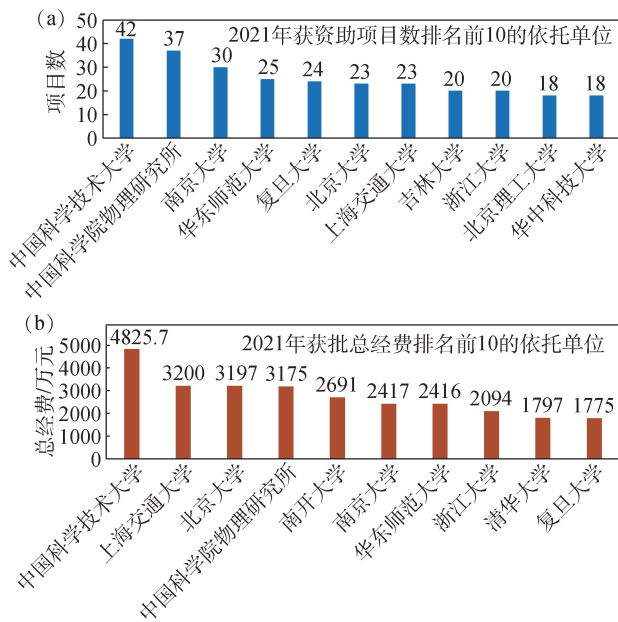 (a)
2021年获资助项目数排名前10的依托单位
项目数
50
40
30
20
10
0
42
37
30
25
24
23
23
20
20
18
18
中国科学技术大学
中国科学院物理研究所
南京大学
华东师范大学
复旦大学
北京大学
上海交通大学
吉林大学
浙江大学
北京理工大学
华中科技大学
(b)
2021年获批总经费排名前10的依托单位
总经费/万元
5000
4000
3000
2000
1000
0
4825.7
3200
3197
3175
2691
2417
2416
2094
1797
1775
中国科学技术大学
上海交通大学
北京大学
中国科学院物理研究所
南开大学
南京大学
华东师范大学
浙江大学
清华大学
复旦大学